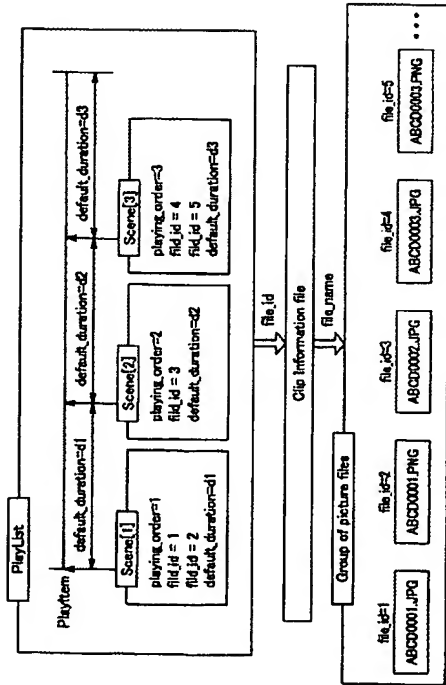 PlayList
PlayItem
default_duration=d1
default_duration=d2
default_duration=d3
Scene[1]
playing_order=1
fild_id = 1
fild_id = 2
default_duration=d1
Scene[2]
playing_order=2
fild_id = 3
default_duration=d2
Scene[3]
playing_order=3
fild_id = 4
fild_id = 5
default_duration=d3
file_id
Clip Information file
file_name
Group of picture files
file_id=1
ABCD0001.JPG
file_id=2
ABCD0001.PNG
file_id=3
ABCD0002.JPG
file_id=4
ABCD0003.JPG
file_id=5
ABCD0003.PNG
...